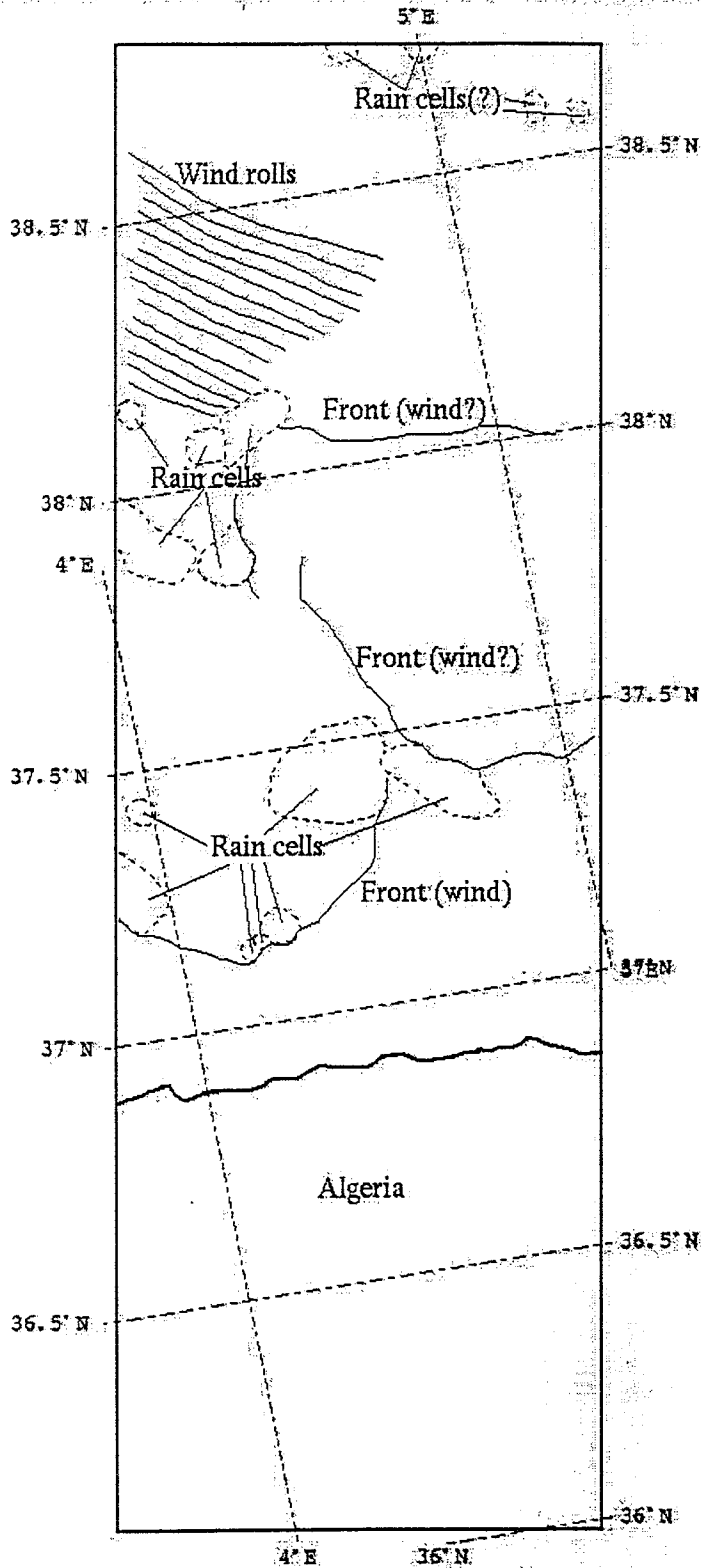 5°E
Rain cells(?)
38.5°N
Wind rolls
38.5°N
Front (wind?)
38°N
Rain cells
38°N
4°E
Front (wind?)
37.5°N
37.5°N
Rain cells
Front (wind)
37°N
Algeria
36.5°N
36.5°N
36°N
4°E
36°N